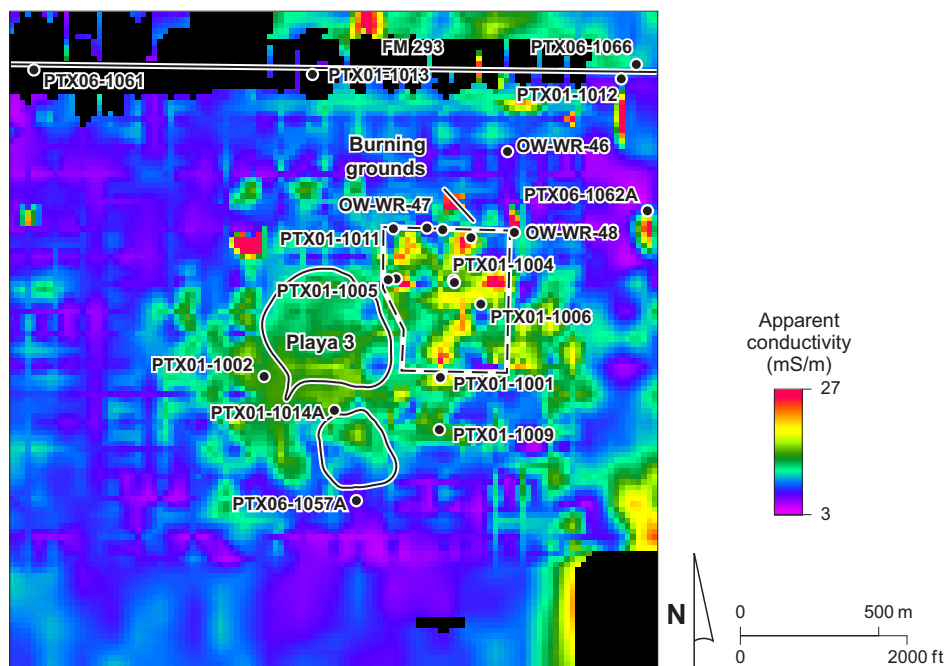 FM 293
PTX06-1066
PTX06-1061
PTX01-1013
PTX01-1012
Burning
grounds
OW-WR-46
PTX06-1062A
OW-WR-47
PTX01-1011
OW-WR-48
PTX01-1004
PTX01-1005
PTX01-1006
Playa 3
PTX01-1002
PTX01-1001
PTX01-1014A
PTX01-1009
PTX06-1057A
Apparent
conductivity
(mS/m)
27
3
N
0 500 m
0 2000 ft